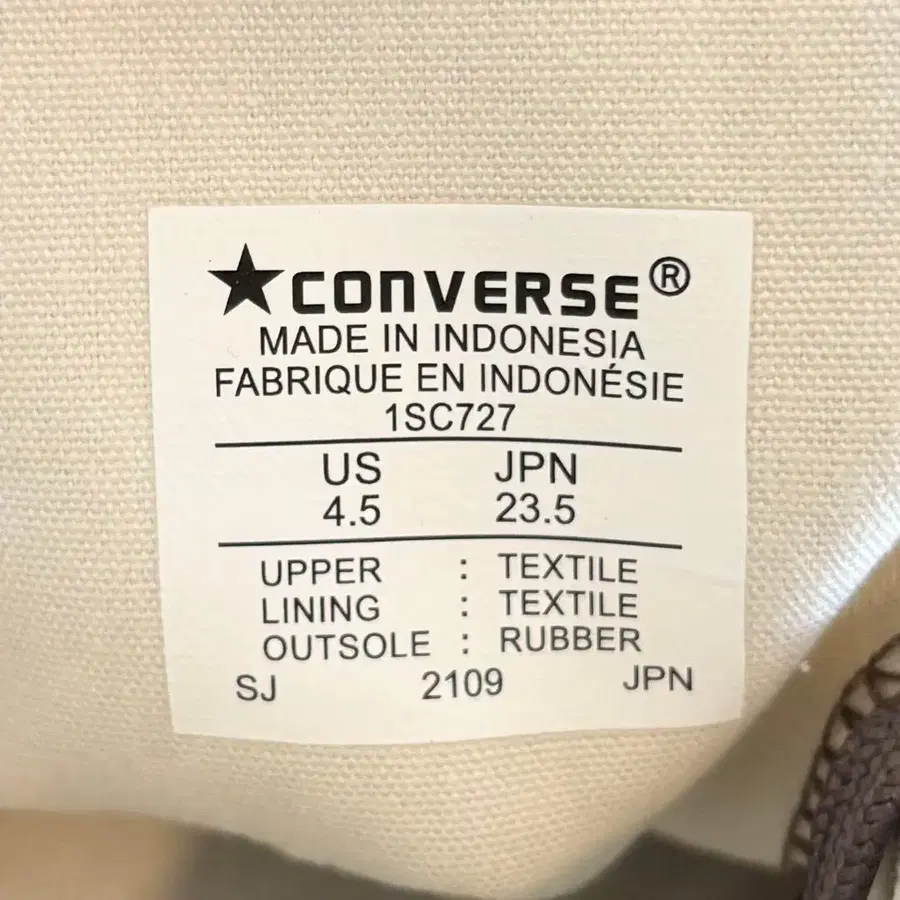 ★CONVERSE®
MADE IN INDONESIA
FABRIQUE EN INDONÉSIE
1SC727
US JPN
4.5 23.5
UPPER : TEXTILE
LINING : TEXTILE
OUTSOLE : RUBBER
SJ 2109 JPN